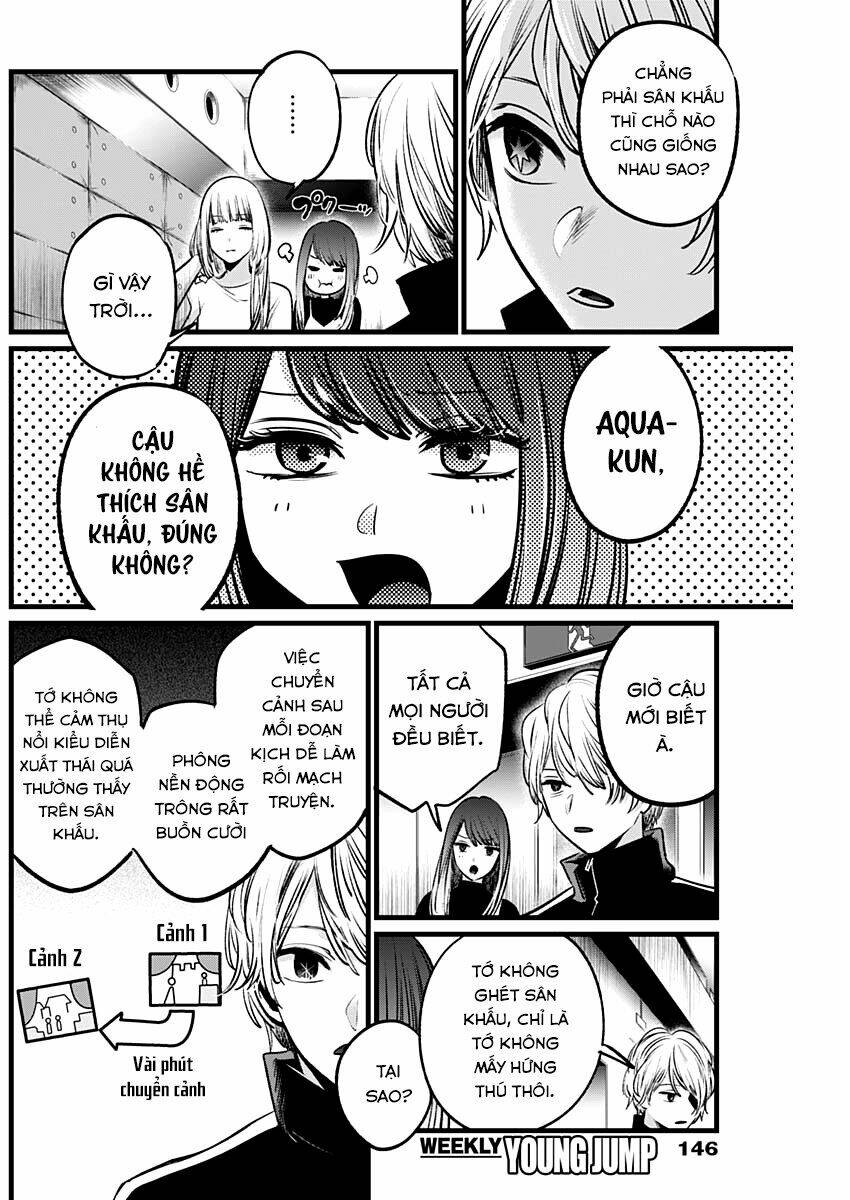 CHẲNG
PHẢI SÂN KHẤU
THÌ CHỖ NÀO
CŨNG GIỐNG
NHAU SAO?
......
プクーッ
GÌ VẬY
TRỜI...
AQUA-
KUN,
CẬU
KHÔNG HỀ
THÍCH SÂN
KHẤU, ĐÚNG
KHÔNG?
GIỜ CẬU
MỚI BIẾT
À.
TẤT CẢ
MỌI NGƯỜI
ĐỀU BIẾT.
TỚ KHÔNG
GHÉT SÂN
KHẤU, CHỈ LÀ
TỚ KHÔNG
MẤY HỨNG
THÚ THÔI.
TẠI
SAO?
VIỆC
CHUYỂN
CẢNH SAU
MỖI ĐOẠN
KỊCH DỄ LÀM
RỐI MẠCH
TRUYỆN.
PHÔNG
NỀN ĐỘNG
TRÔNG RẤT
BUỒN CƯỜI
TỚ KHÔNG
THỂ CẢM THỤ
NỔI KIỂU DIỄN
XUẤT THÁI QUÁ
THƯỜNG THẤY
TRÊN SÂN
KHẤU.
Cảnh 1
Cảnh 2
Vài phút
chuyển cảnh
WEEKLY YOUNG JUMP 146